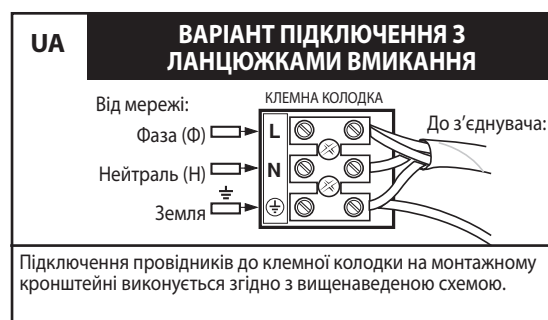 UA
ВАРІАНТ ПІДКЛЮЧЕННЯ З
ЛАНЦЮЖКАМИ ВМИКАННЯ
Від мережі:
КЛЕМНА КОЛОДКА
До з’єднувача:
Фаза (Ф)
L
Нейтраль (Н)
N
Земля
Підключення провідників до клемної колодки на монтажному
кронштейні виконується згідно з вищенаведеною схемою.